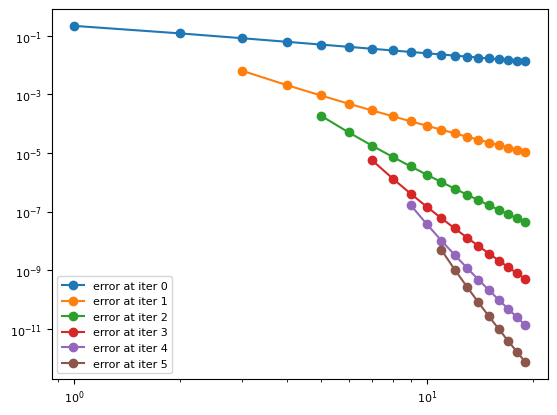 10⁻¹
10⁻³
10⁻⁵
10⁻⁷
10⁻⁹
10⁻¹¹
error at iter 0
error at iter 1
error at iter 2
error at iter 3
error at iter 4
error at iter 5
10⁰ 10¹